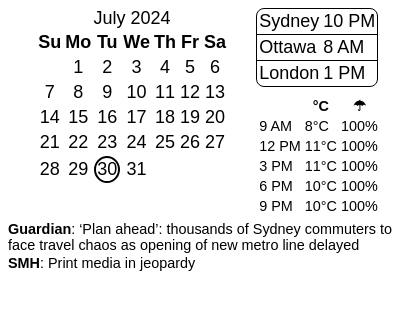 July 2024
Su Mo Tu We Th Fr Sa
1 2 3 4 5 6
7 8 9 10 11 12 13
14 15 16 17 18 19 20
21 22 23 24 25 26 27
28 29 30 31
Sydney 10 PM
Ottawa 8 AM
London 1 PM
°C ☂
9 AM 8°C 100%
12 PM 11°C 100%
3 PM 11°C 100%
6 PM 10°C 100%
9 PM 10°C 100%
Guardian: ‘Plan ahead’: thousands of Sydney commuters to
face travel chaos as opening of new metro line delayed
SMH: Print media in jeopardy